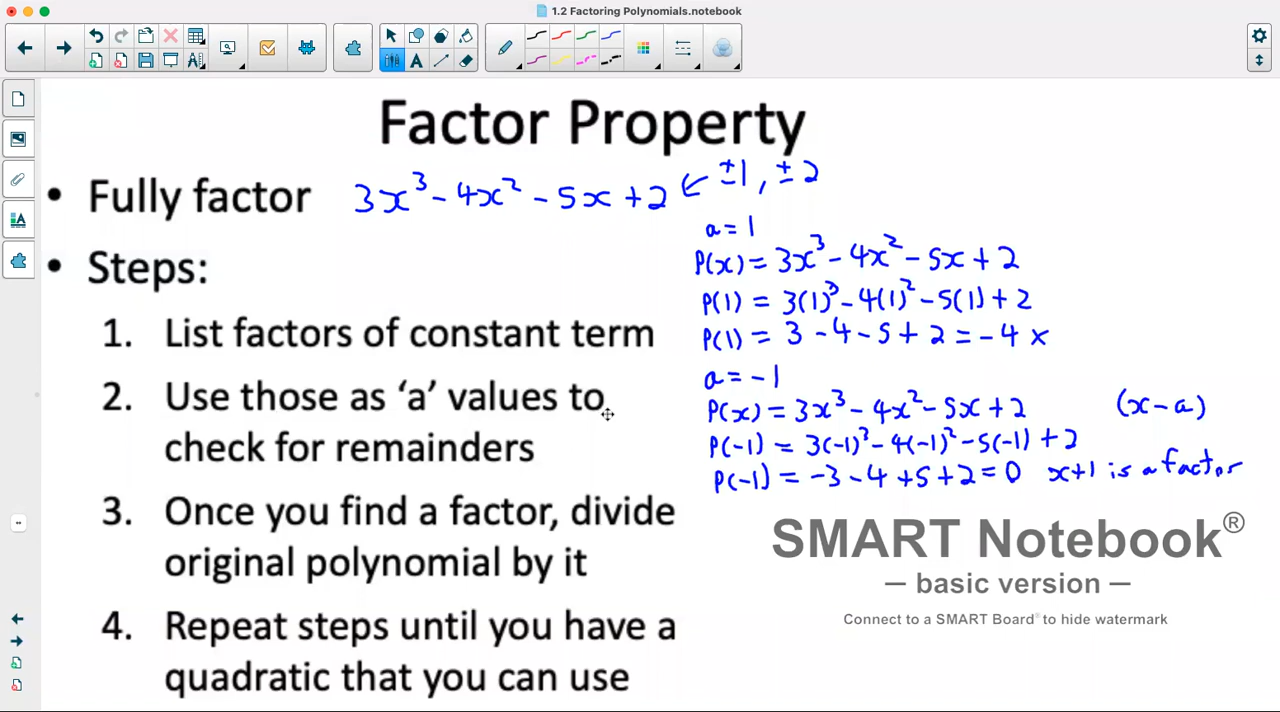 1.2 Factoring Polynomials.notebook
Factor Property
• Fully factor 3x³ - 4x² - 5x + 2 ← ±1, ±2
a = 1
P(x) = 3x³ - 4x² - 5x + 2
P(1) = 3(1)³ - 4(1)² - 5(1) + 2
P(1) = 3 - 4 - 5 + 2 = -4 x
a = -1
P(x) = 3x³ - 4x² - 5x + 2 (x - a)
P(-1) = 3(-1)³ - 4(-1)² - 5(-1) + 2
P(-1) = -3 - 4 + 5 + 2 = 0 x+1 is a factor
• Steps:
1. List factors of constant term
2. Use those as ‘a’ values to
check for remainders
3. Once you find a factor, divide
original polynomial by it
4. Repeat steps until you have a
quadratic that you can use
SMART Notebook®
— basic version —
Connect to a SMART Board® to hide watermark